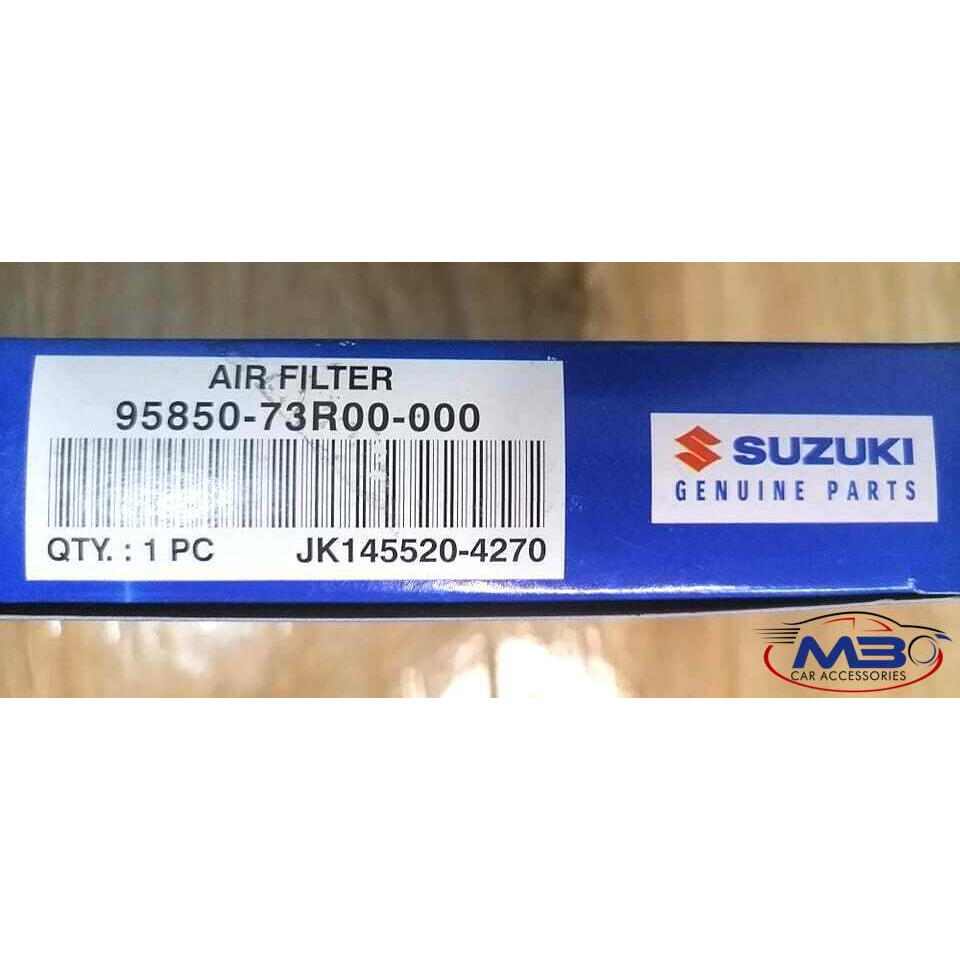 AIR FILTER
95850-73R00-000
QTY. : 1 PC JK145520-4270
SUZUKI
GENUINE PARTS
MB
CAR ACCESSORIES